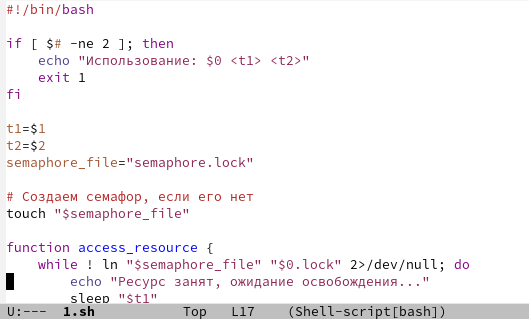 #!/bin/bash
if [ $# -ne 2 ]; then
    echo "Использование: $0 <t1> <t2>"
    exit 1
fi
t1=$1
t2=$2
semaphore_file="semaphore.lock"
# Создаем семафор, если его нет
touch "$semaphore_file"
function access_resource {
    while ! ln "$semaphore_file" "$0.lock" 2>/dev/null; do
        echo "Ресурс занят, ожидание освобождения..."
        sleep "$t1"
U:---  1.sh           Top   L17    (Shell-script[bash])